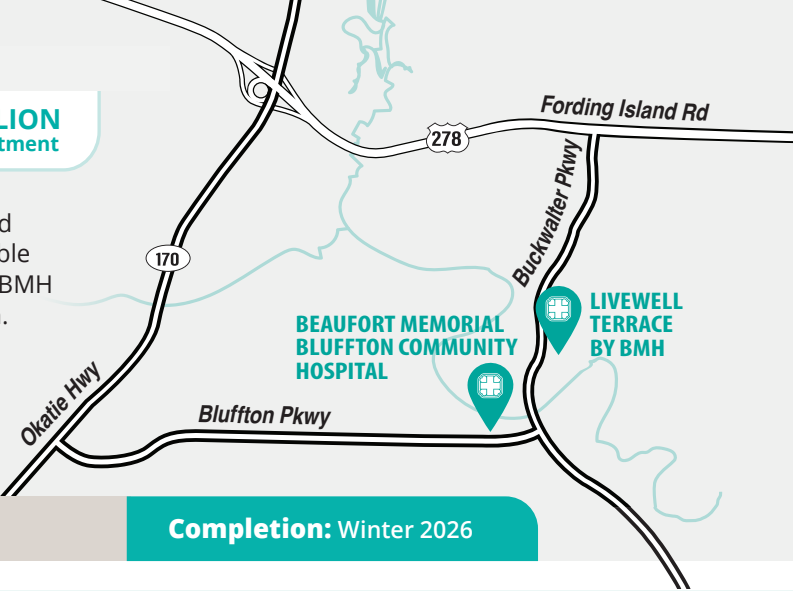 LION
tment
d
ole
BMH
.
Fording Island Rd
278
Buckwalter Pkwy
170
LIVEWELL
TERRACE
BY BMH
BEAUFORT MEMORIAL
BLUFFTON COMMUNITY
HOSPITAL
Okatie Hwy
Bluffton Pkwy
Completion: Winter 2026